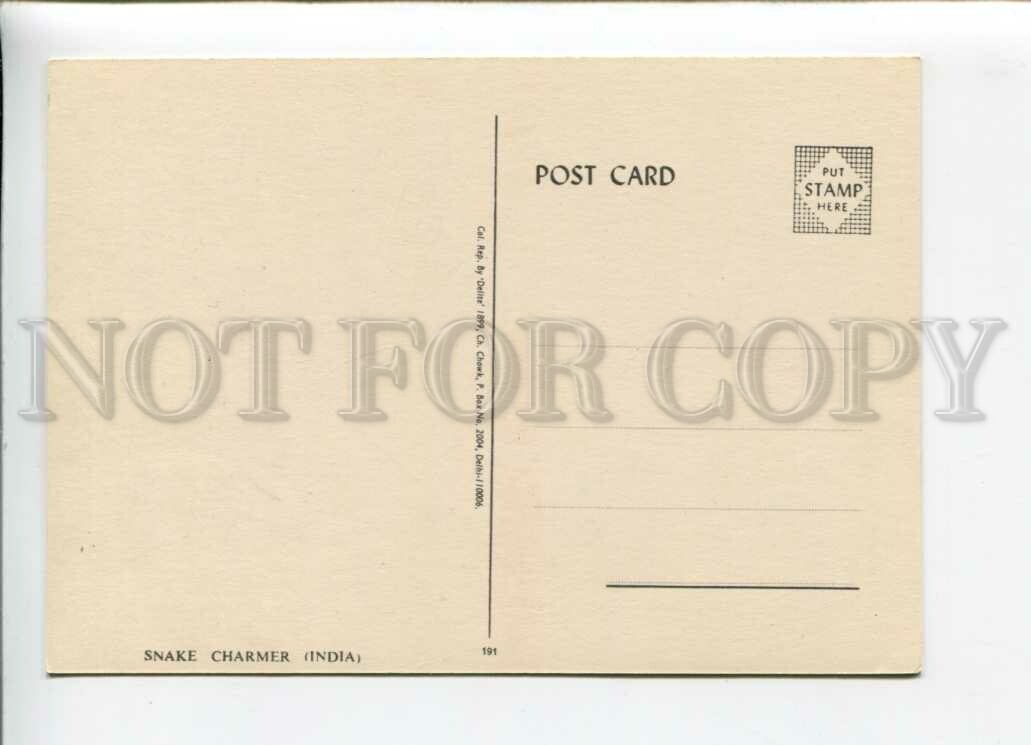 POST CARD
PUT
STAMP
HERE
Col. Rep. By 'Delite' 1899, Ch. Chowk, P. Box No. 2004, Delhi-110006.
NOT FOR COPY
SNAKE CHARMER (INDIA)
191